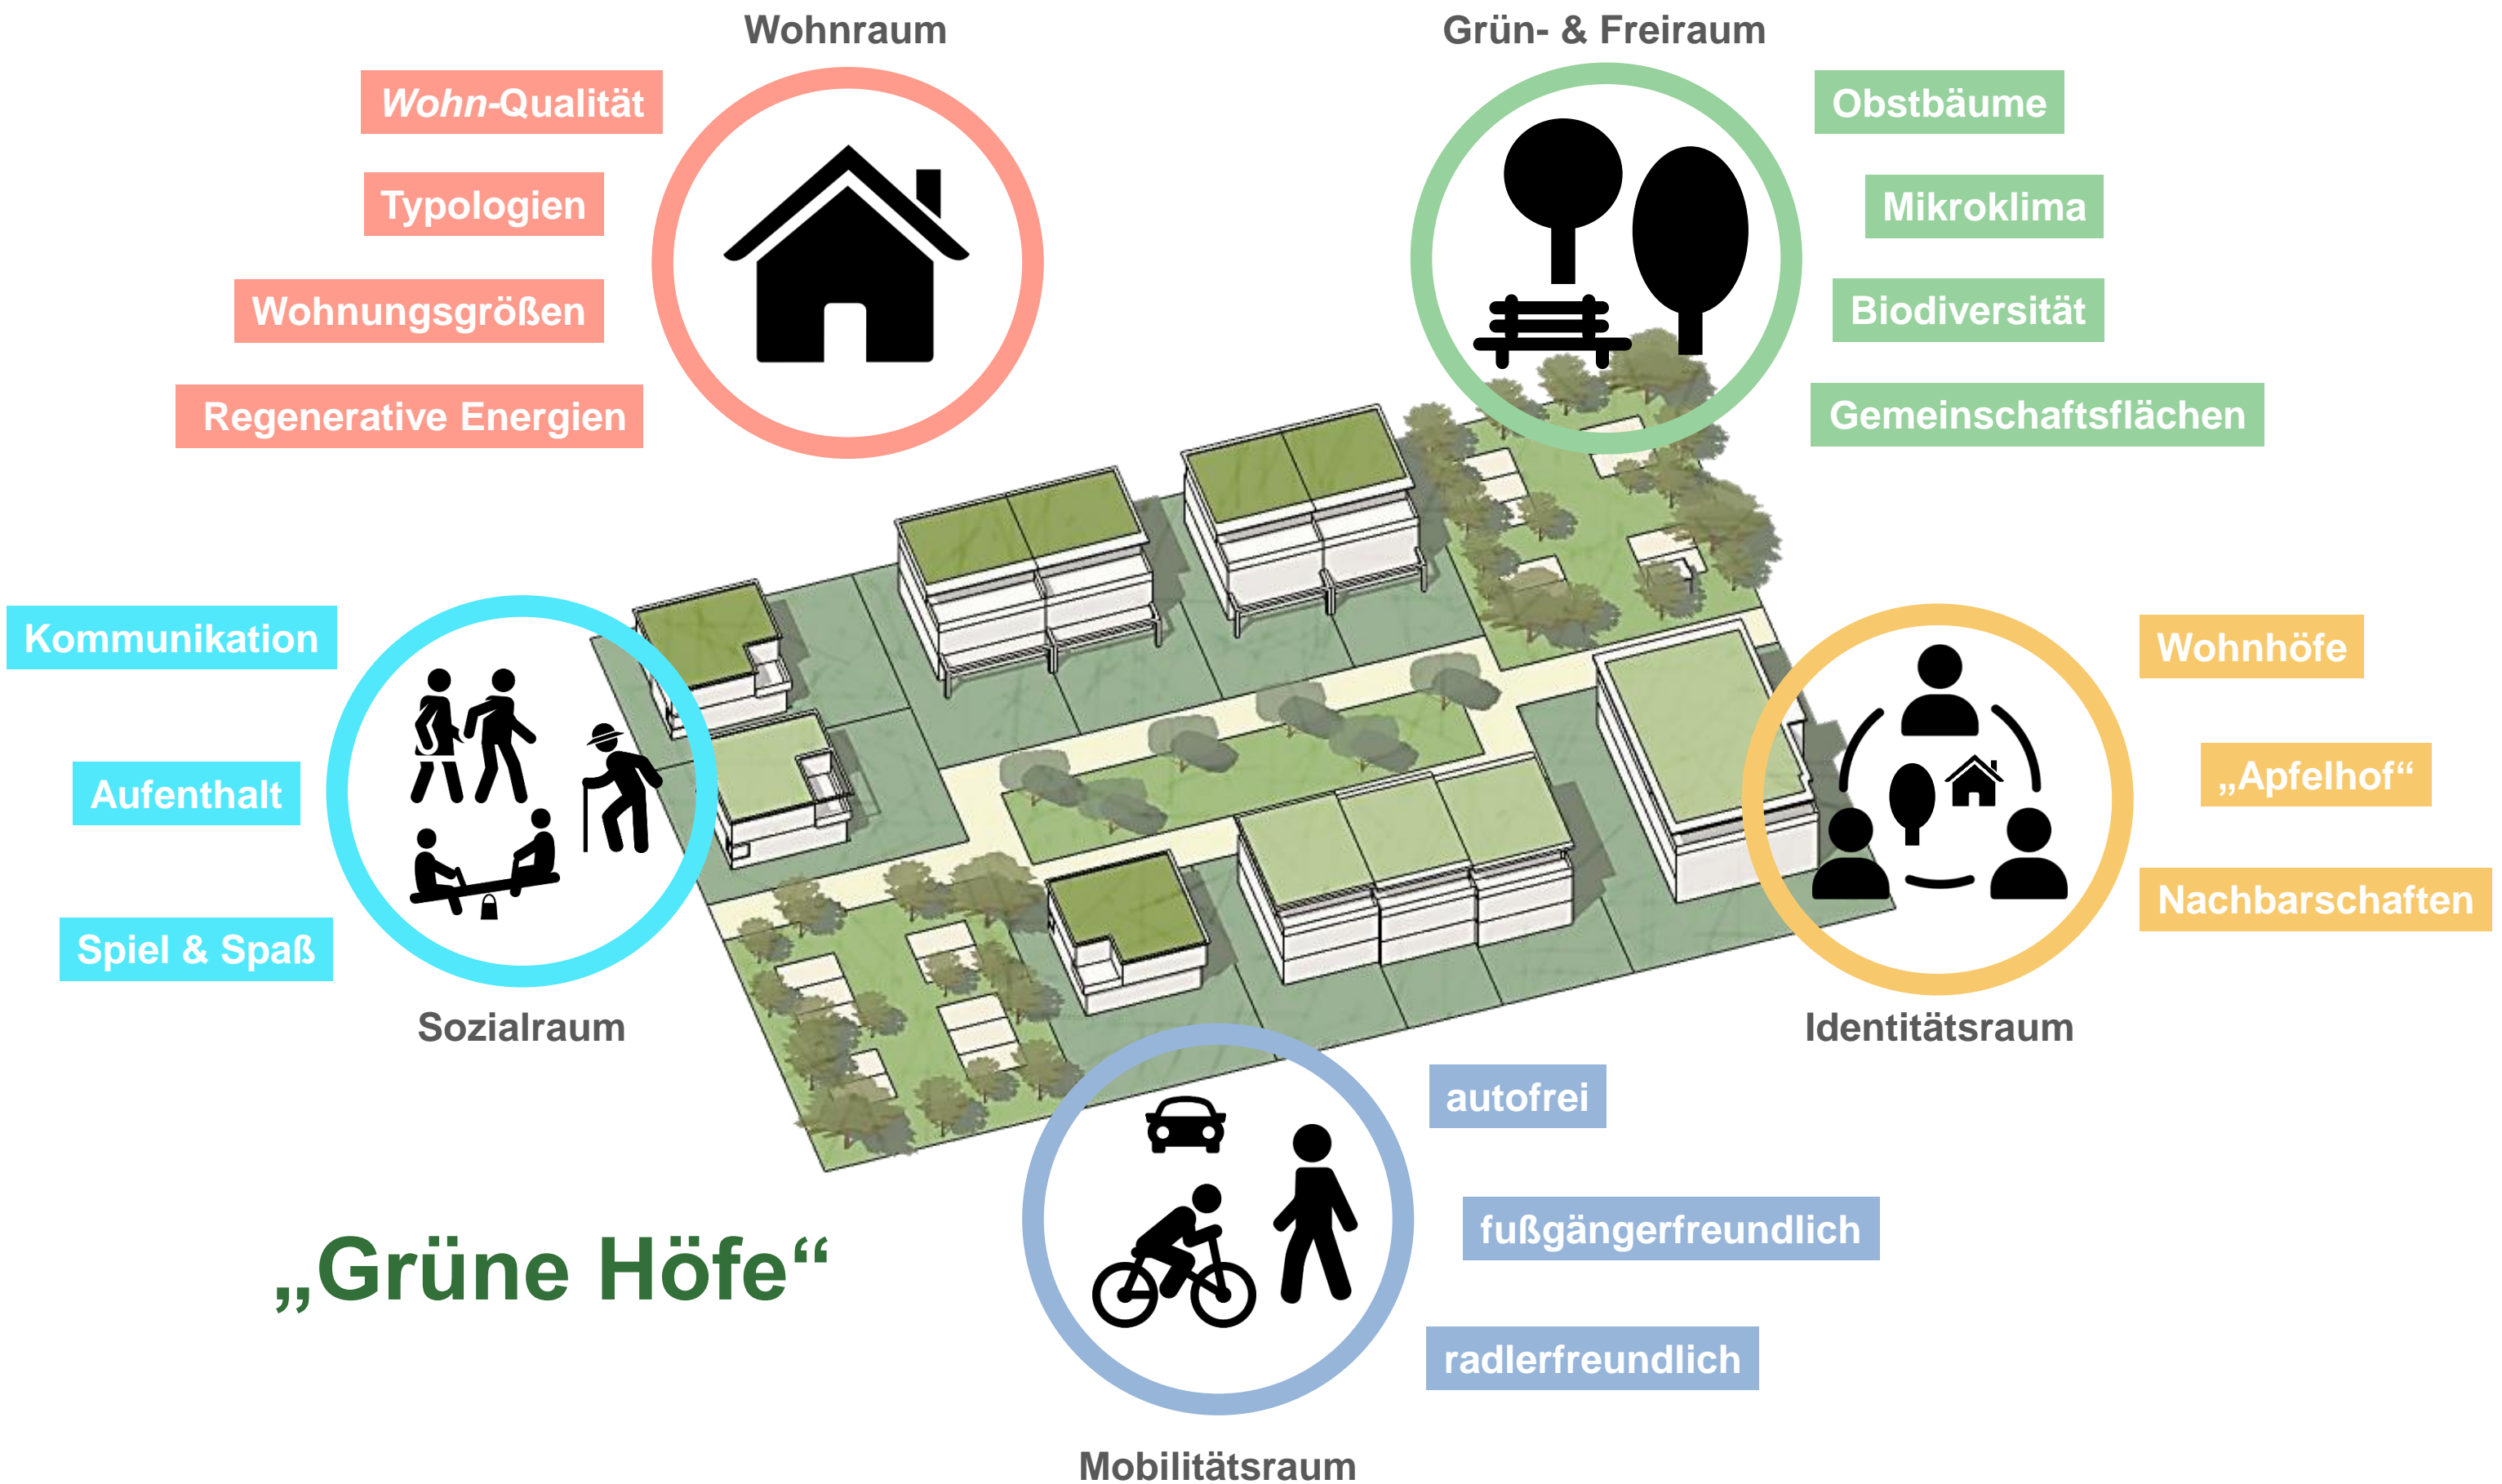 Wohnraum
Wohn-Qualität
Typologien
Wohnungsgrößen
Regenerative Energien
Grün- & Freiraum
Obstbäume
Mikroklima
Biodiversität
Gemeinschaftsflächen
Kommunikation
Aufenthalt
Spiel & Spaß
Sozialraum
Wohnhöfe
„Apfelhof“
Nachbarschaften
Identitätsraum
autofrei
fußgängerfreundlich
radlerfreundlich
Mobilitätsraum
„Grüne Höfe“